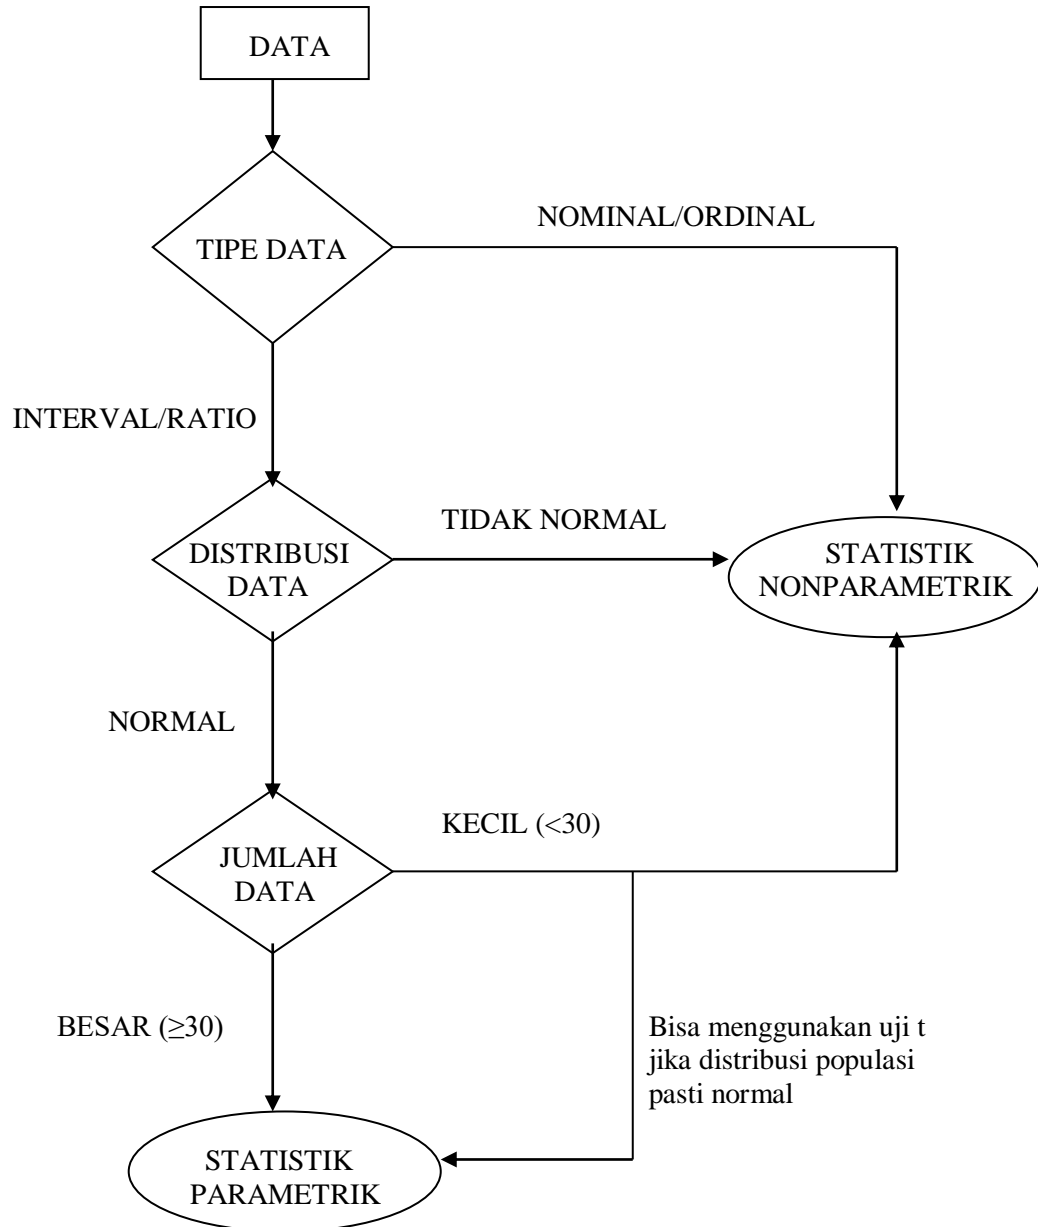 DATA
NOMINAL/ORDINAL
TIPE DATA
INTERVAL/RATIO
TIDAK NORMAL
DISTRIBUSI
DATA
STATISTIK
NONPARAMETRIK
NORMAL
KECIL (<30)
JUMLAH
DATA
BESAR (≥30)
Bisa menggunakan uji t
jika distribusi populasi
pasti normal
STATISTIK
PARAMETRIK